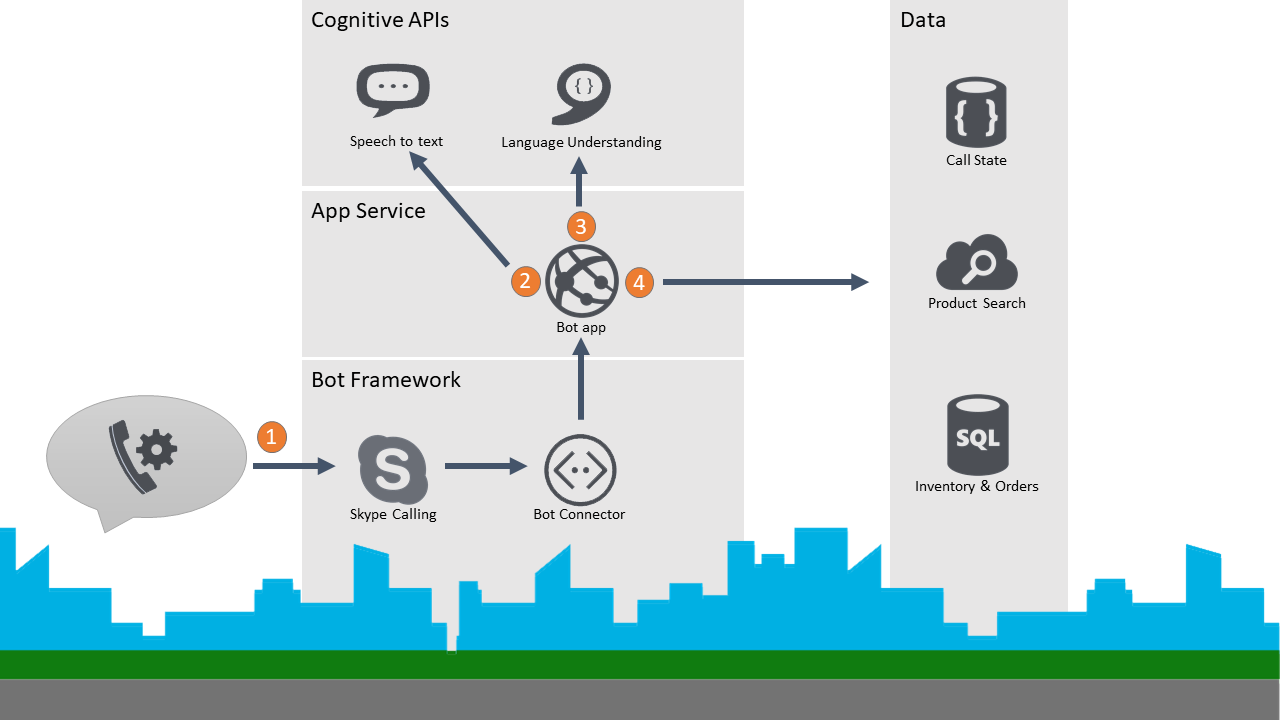 Cognitive APIs
Data
{ }
Speech to text
Language Understanding
{ }
Call State
App Service
3
2
4
Bot app
Product Search
Bot Framework
1
S
SQL
Skype Calling
Bot Connector
Inventory & Orders